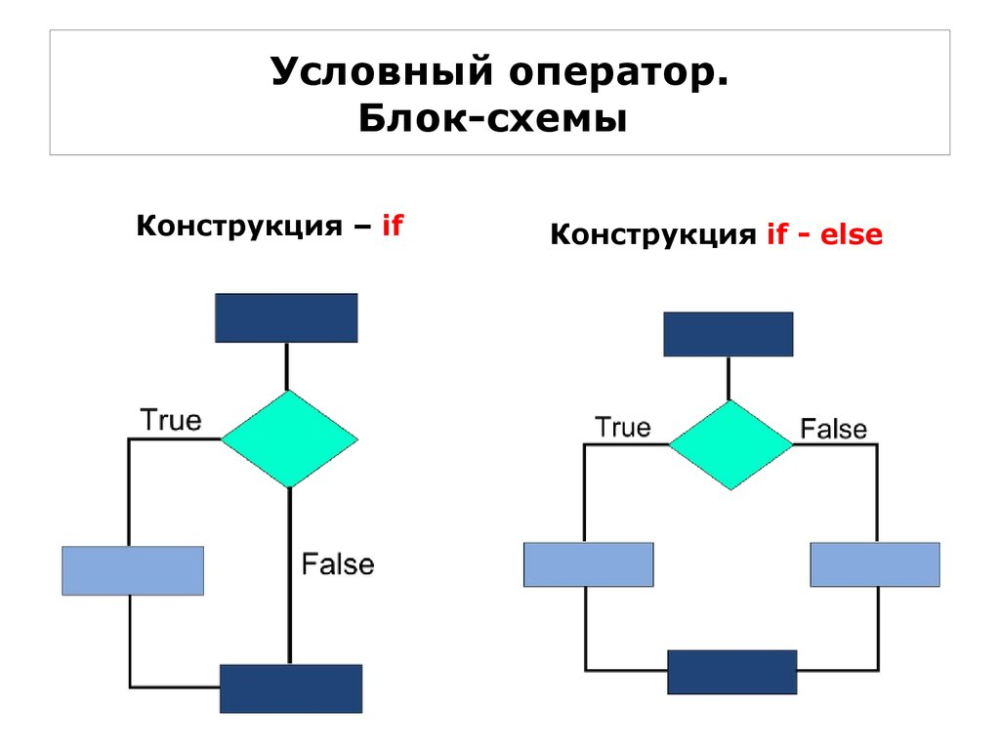 Условный оператор.
Блок-схемы
Конструкция – if
Конструкция if - else
True
False
True
False